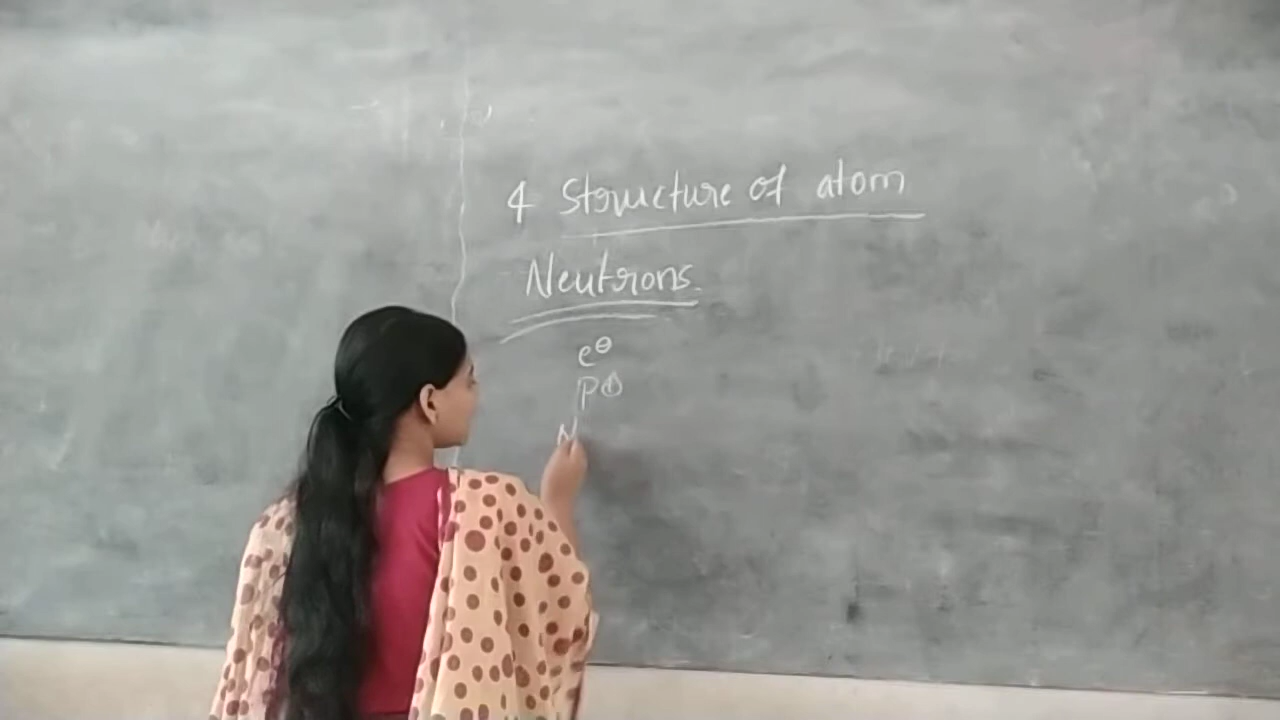 4 Structure of atom
Neutrons.
e⊖
P⊕
N